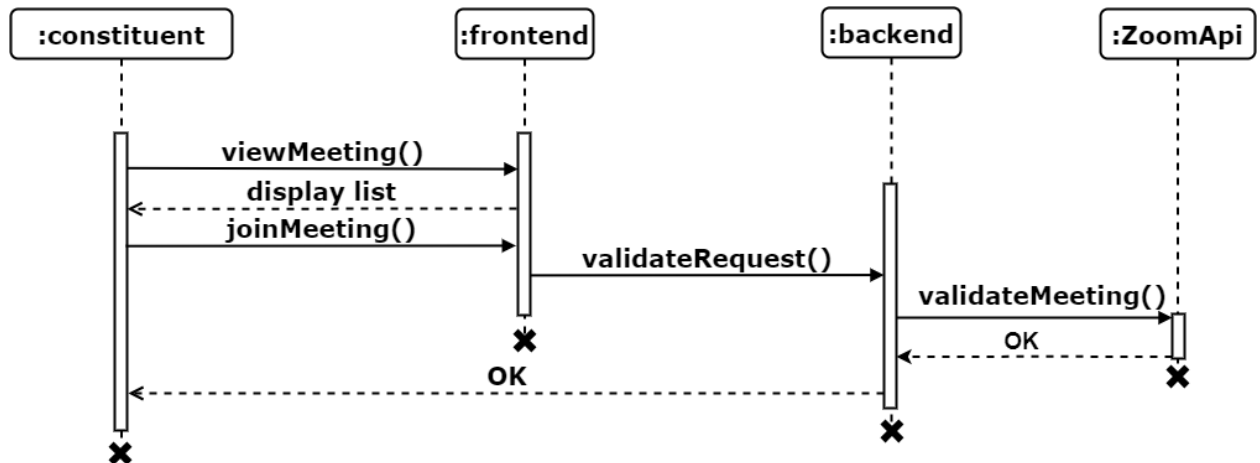 :constituent
:frontend
:backend
:ZoomApi
viewMeeting()
display list
joinMeeting()
validateRequest()
validateMeeting()
OK
OK